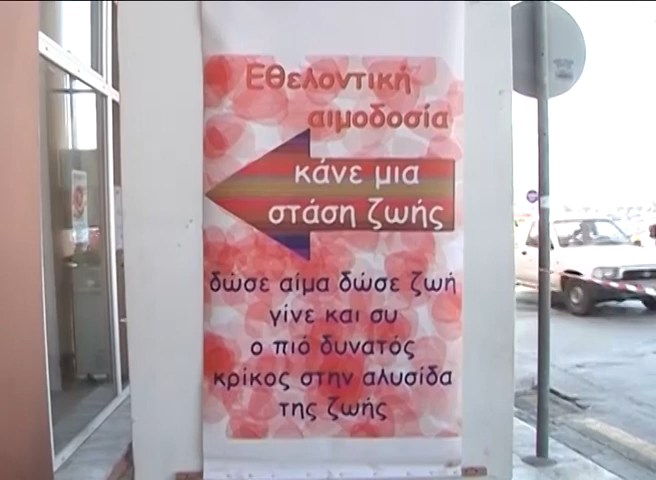 Εθελοντική
αιμοδοσία
κάνε μια
στάση ζωής
δώσε αίμα δώσε ζωή
γίνε και συ
ο πιό δυνατός
κρίκος στην αλυσίδα
της ζωής